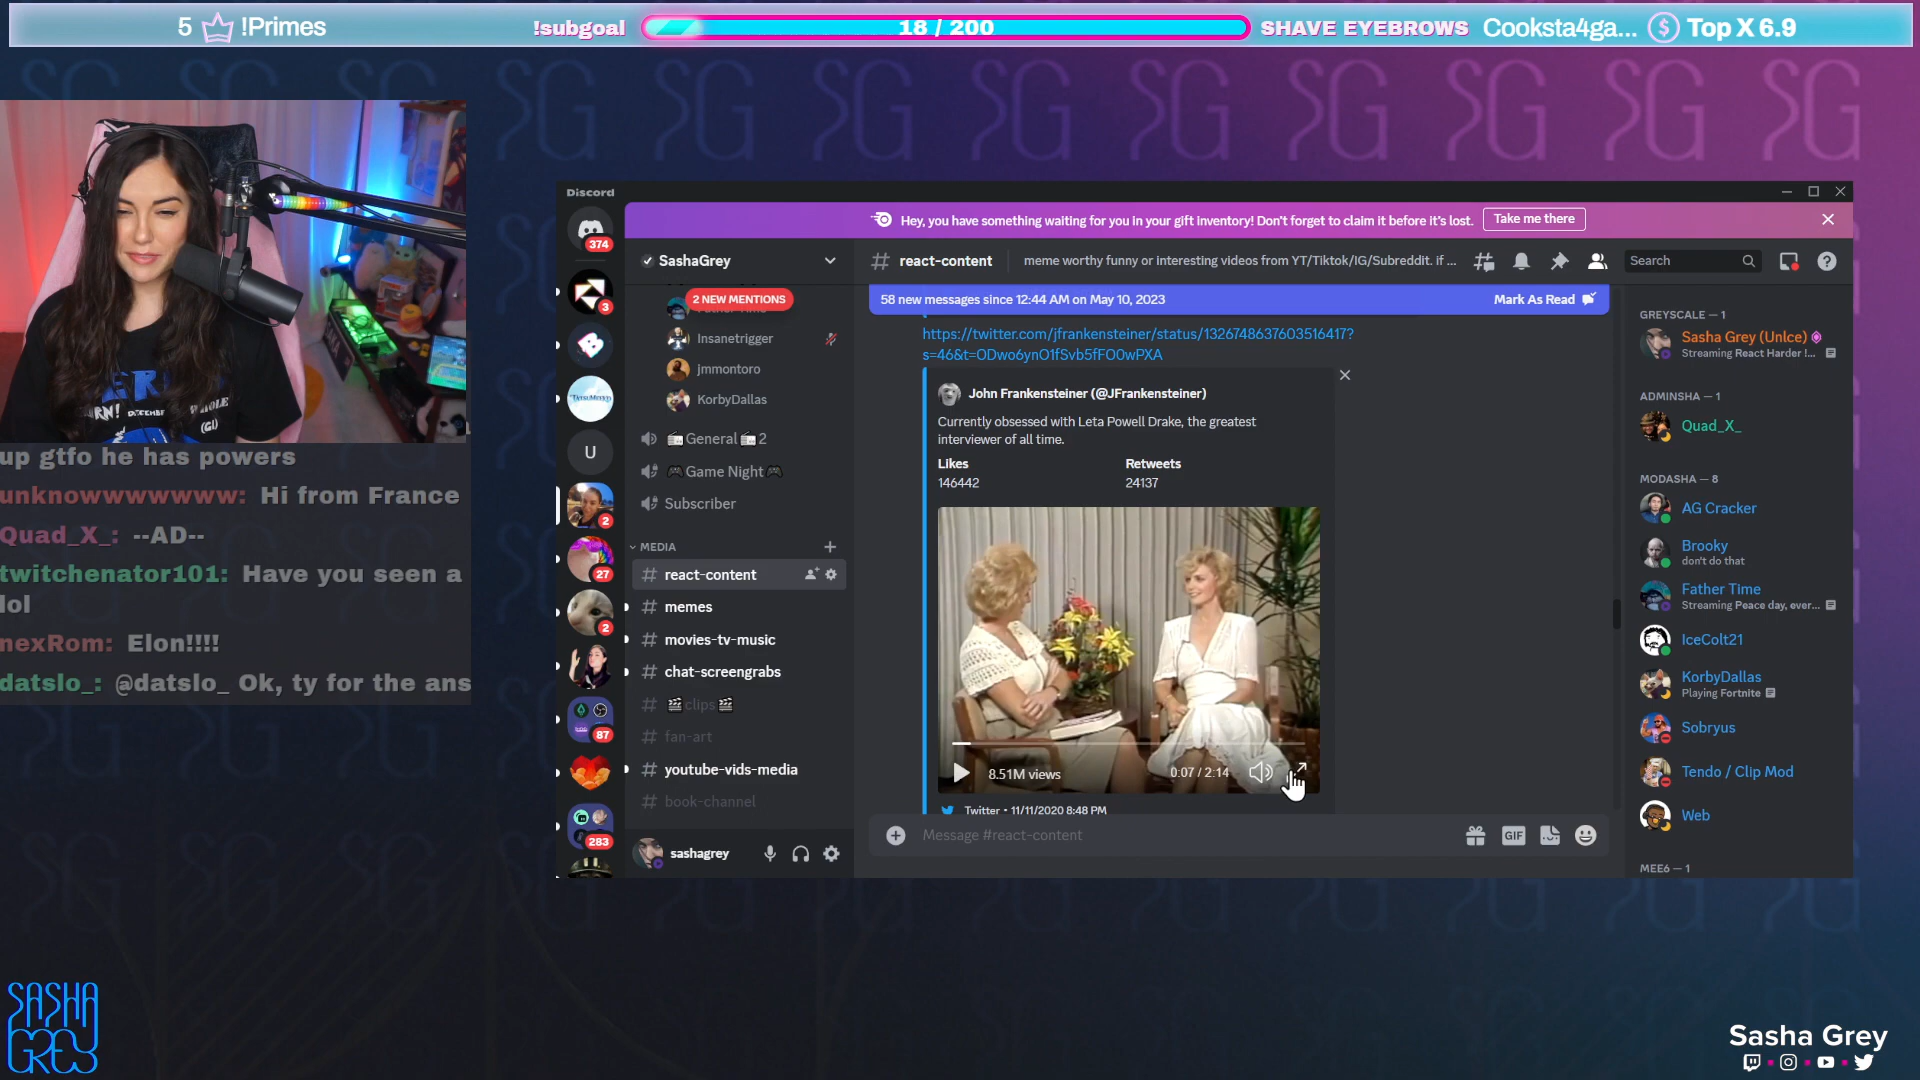 5 !Primes
!subgoal
18 / 200
SHAVE EYEBROWS
Cooksta4ga...
Top X 6.9
up gtfo he has powers
unknowwwwwww: Hi from France
Quad_X_: --AD--
twitchenator101: Have you seen a
lol
nexRom: Elon!!!!
datslo_: @datslo_ Ok, ty for the ans
Discord
374
3
U
2
27
2
87
283
Hey, you have something waiting for you in your gift inventory! Don't forget to claim it before it's lost.
Take me there
SashaGrey
2 NEW MENTIONS
Insanetrigger
jmmontoro
KorbyDallas
General 2
Game Night
Subscriber
MEDIA
react-content
memes
movies-tv-music
chat-screengrabs
clips
fan-art
youtube-vids-media
book-channel
sashagrey
# react-content
meme worthy funny or interesting videos from YT/Tiktok/IG/Subreddit. if ...
Search
58 new messages since 12:44 AM on May 10, 2023
Mark As Read
https://twitter.com/jfrankensteiner/status/1326748637603516417?
s=46&t=ODwo6ynO1fSvb5fFO0wPXA
John Frankensteiner (@JFrankensteiner)
Currently obsessed with Leta Powell Drake, the greatest
interviewer of all time.
Likes Retweets
146442 24137
8.51M views
0:07 / 2:14
Twitter • 11/11/2020 8:48 PM
Message #react-content
GIF
GREYSCALE — 1
Sasha Grey (Unlce)
Streaming React Harder !...
ADMINSHA — 1
Quad_X_
MODASHA — 8
AG Cracker
Brooky
don't do that
Father Time
Streaming Peace day, ever...
IceColt21
KorbyDallas
Playing Fortnite
Sobryus
Tendo / Clip Mod
Web
MEE6 — 1
SASHA
GREY
Sasha Grey